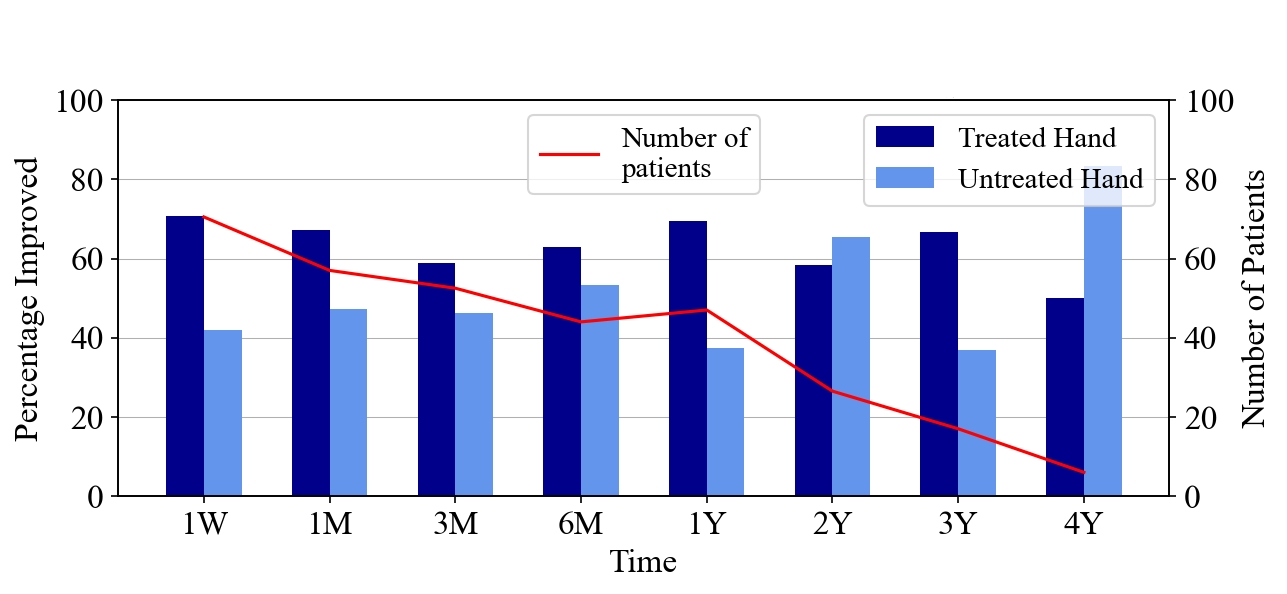 Number of
patients
Treated Hand
Untreated Hand
Percentage Improved
100
80
60
40
20
0
100
80
60
40
20
0
Number of Patients
1W 1M 3M 6M 1Y 2Y 3Y 4Y
Time